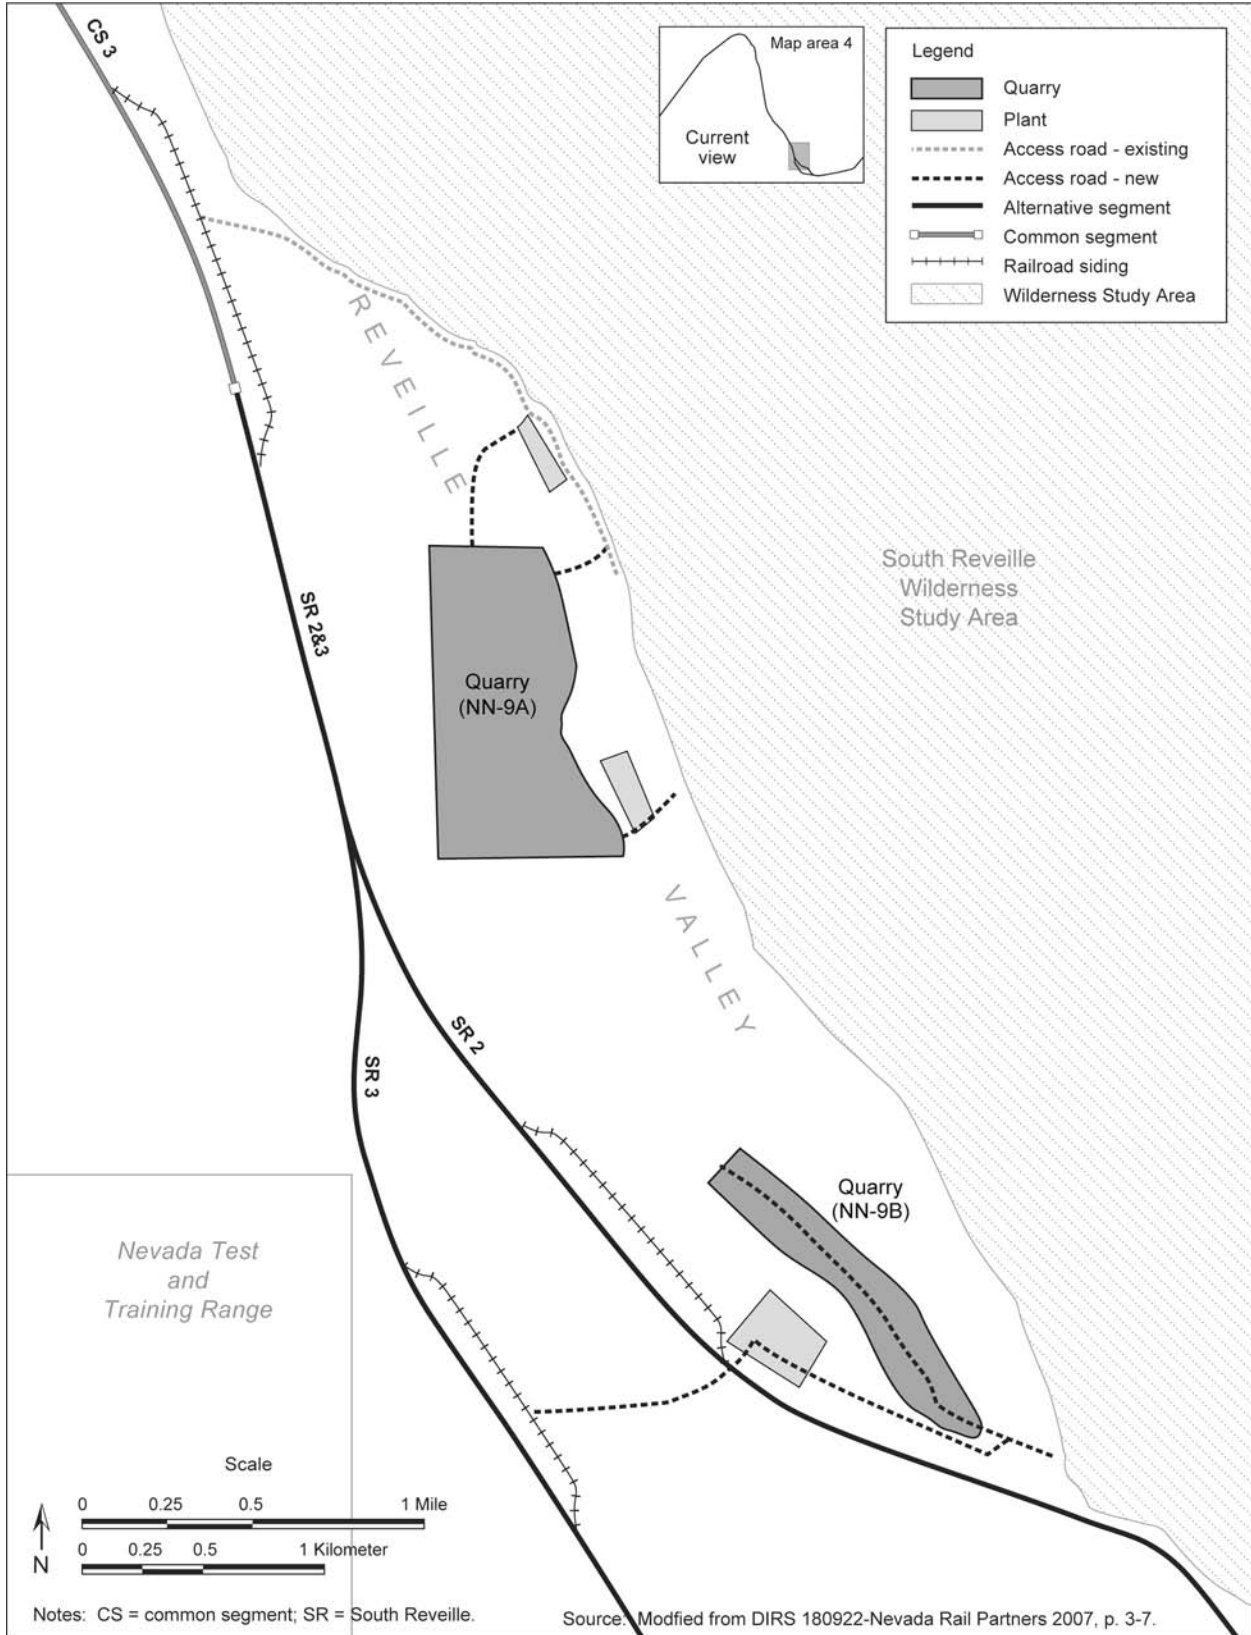 CS 3
Map area 4
Current
view
Legend
Quarry
Plant
Access road - existing
Access road - new
Alternative segment
Common segment
Railroad siding
Wilderness Study Area
REVEILLE
South Reveille
Wilderness
Study Area
SR 2&3
Quarry
(NN-9A)
VALLEY
SR 2
SR 3
Quarry
(NN-9B)
Nevada Test
and
Training Range
Scale
0 0.25 0.5 1 Mile
0 0.25 0.5 1 Kilometer
N
Notes: CS = common segment; SR = South Reveille.
Source: Modfied from DIRS 180922-Nevada Rail Partners 2007, p. 3-7.